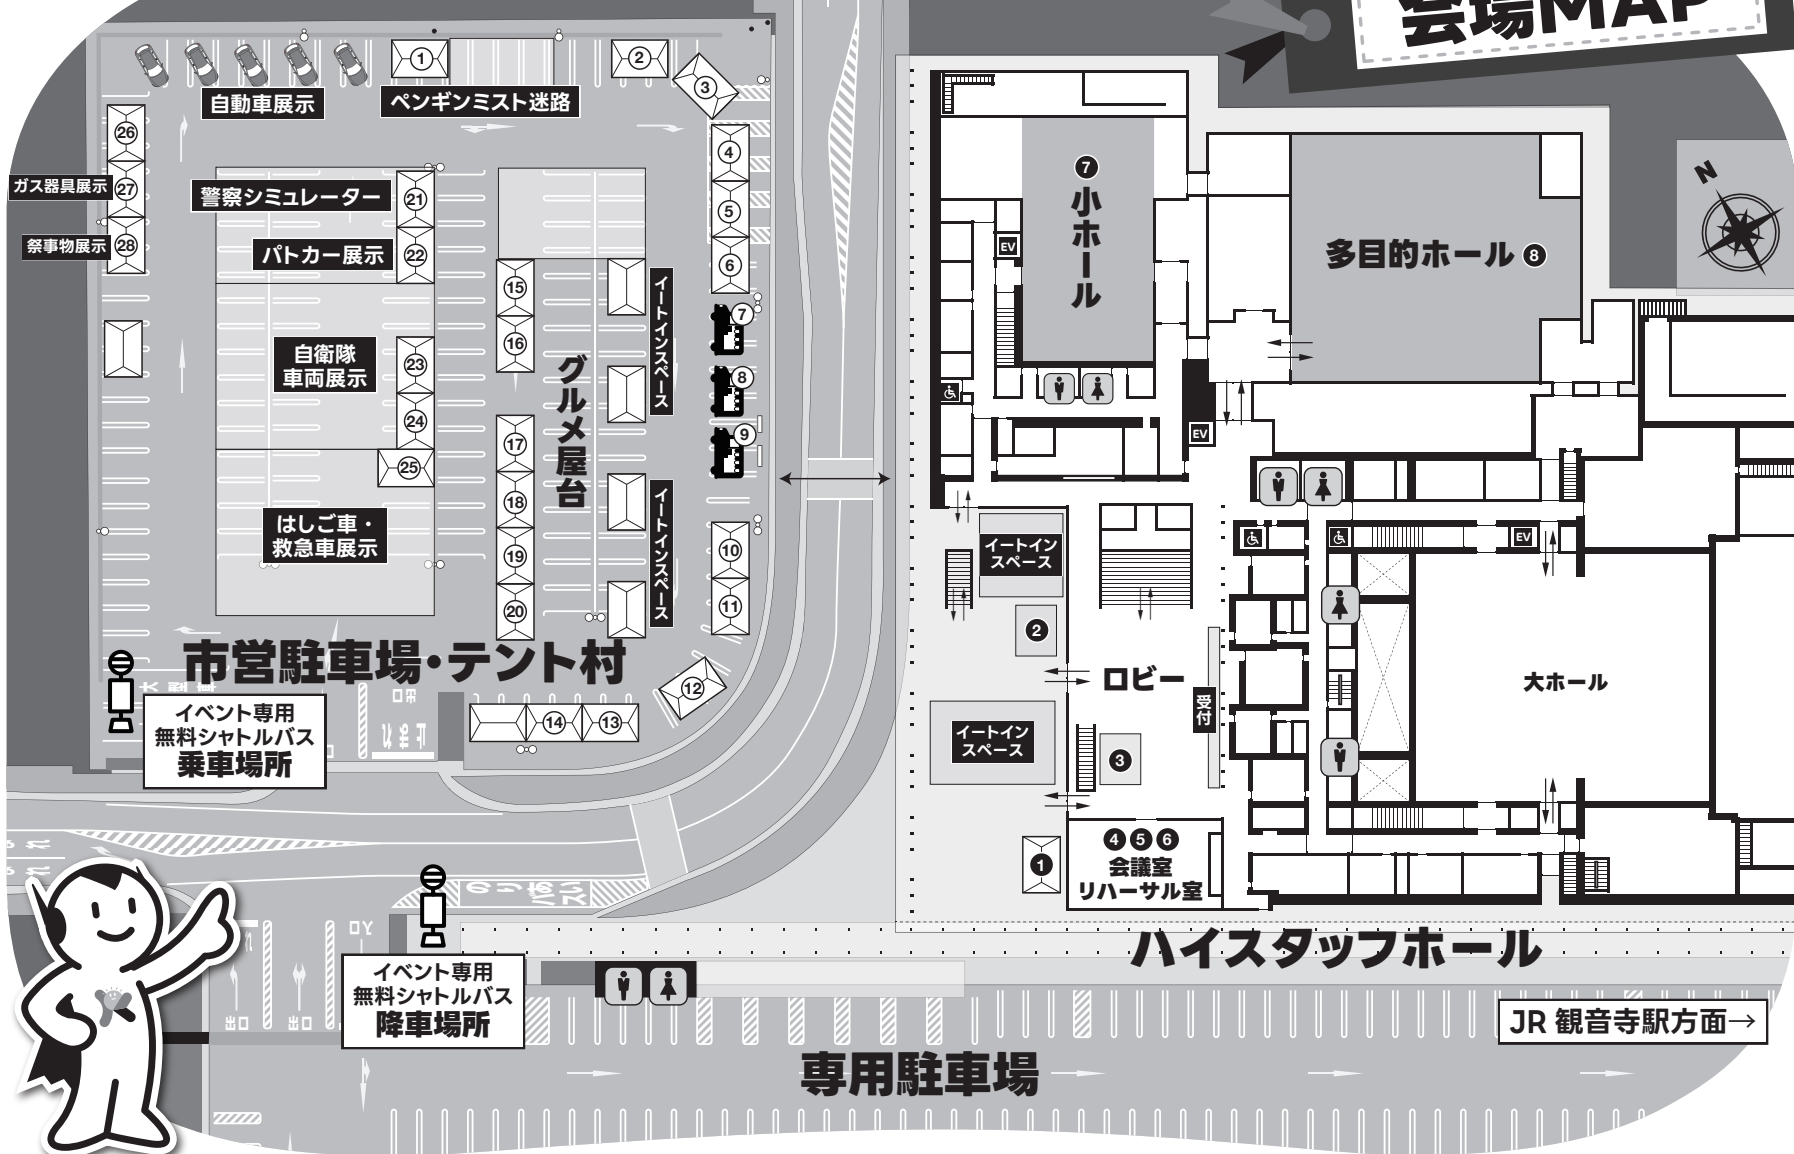 会場MAP
自動車展示
ペンギンミスト迷路
1
2
3
4
5
6
7
8
9
10
11
12
13
14
15
16
17
18
19
20
21
22
23
24
25
26
27
28
ガス器具展示
祭事物展示
警察シミュレーター
パトカー展示
自衛隊
車両展示
はしご車・
救急車展示
グルメ屋台
イートインスペース
イートインスペース
市営駐車場・テント村
イベント専用
無料シャトルバス
乗車場所
イベント専用
無料シャトルバス
降車場所
出口
出口
専用駐車場
JR 観音寺駅方面→
ハイスタッフホール
N
7
小ホール
多目的ホール 8
EV
EV
EV
イートイン
スペース
2
ロビー
受付
大ホール
イートイン
スペース
3
1
4 5 6
会議室
リハーサル室